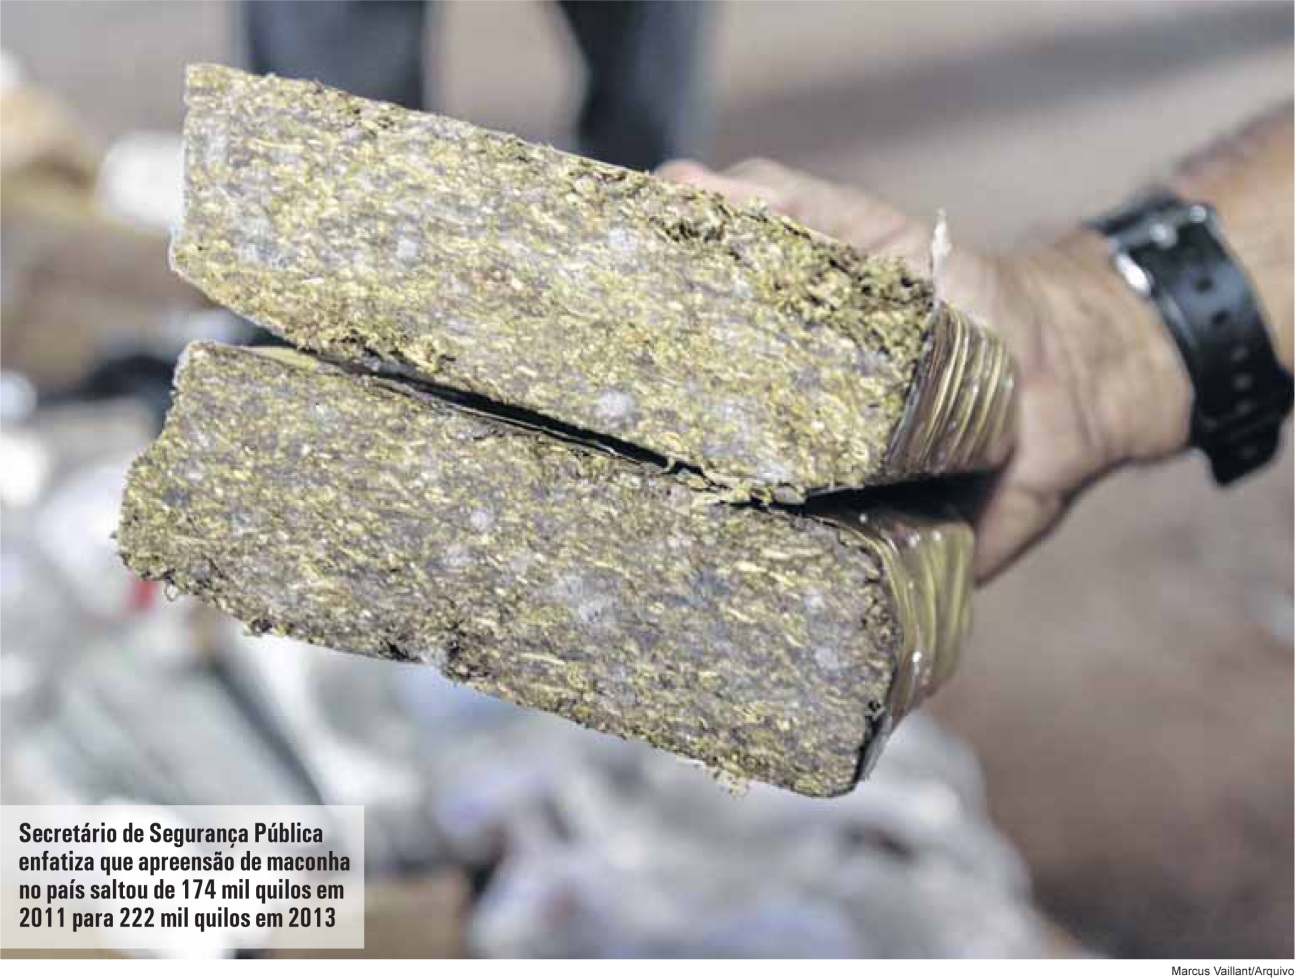 Secretário de Segurança Pública
enfatiza que apreensão de maconha
no país saltou de 174 mil quilos em
2011 para 222 mil quilos em 2013
Marcus Vaillant/Arquivo